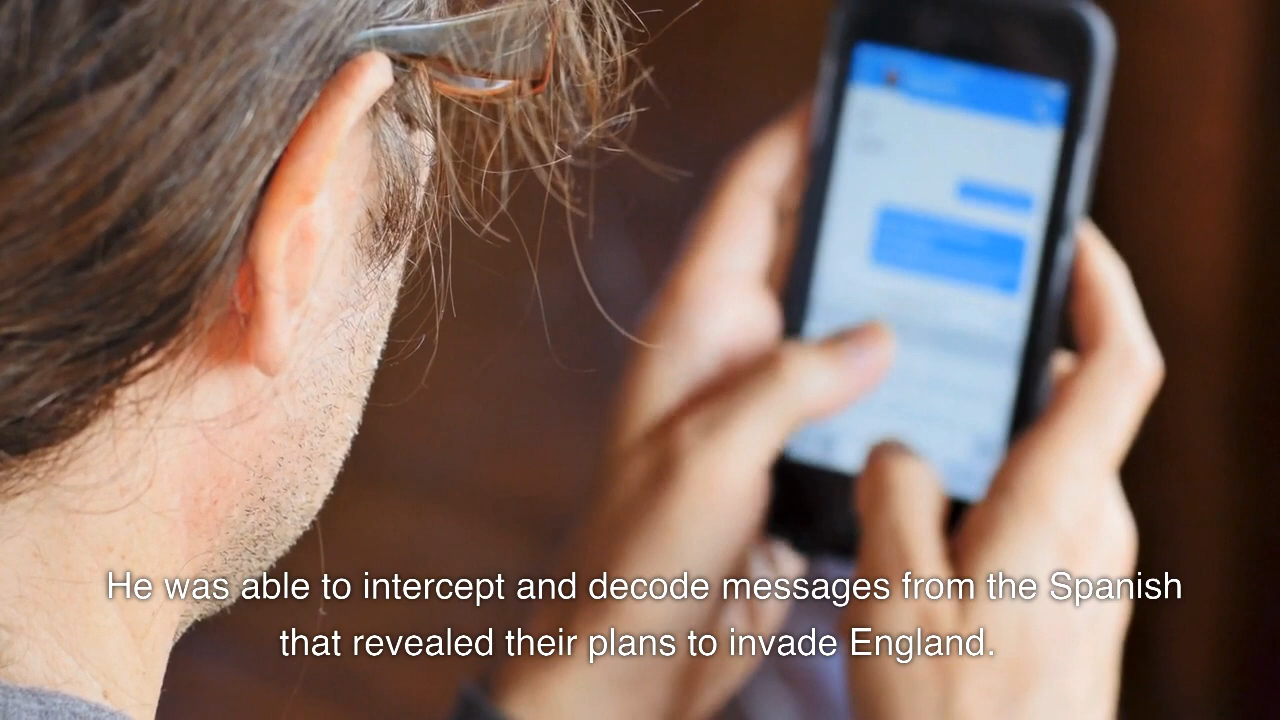 He was able to intercept and decode messages from the Spanish
that revealed their plans to invade England.